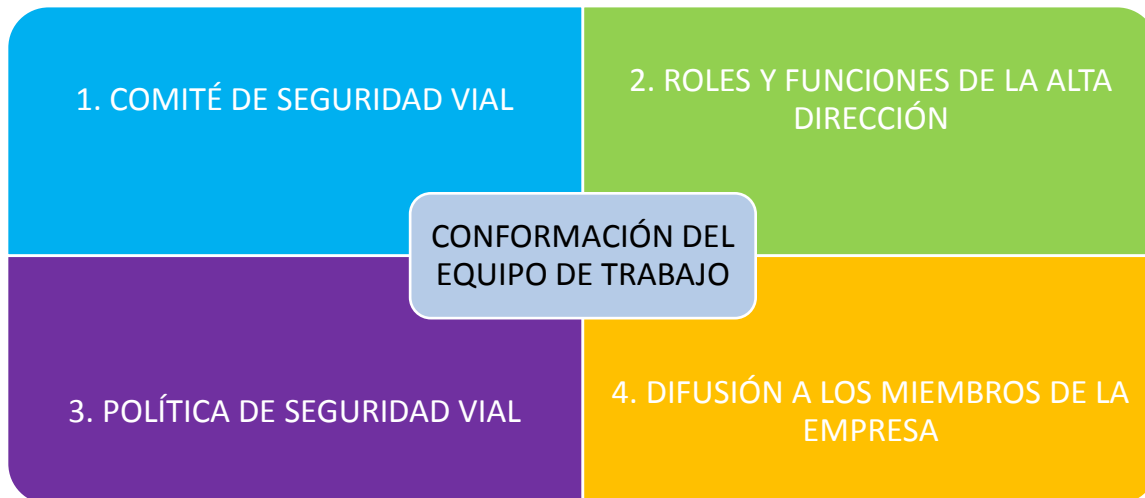 1. COMITÉ DE SEGURIDAD VIAL
2. ROLES Y FUNCIONES DE LA ALTA
DIRECCIÓN
CONFORMACIÓN DEL
EQUIPO DE TRABAJO
3. POLÍTICA DE SEGURIDAD VIAL
4. DIFUSIÓN A LOS MIEMBROS DE LA
EMPRESA